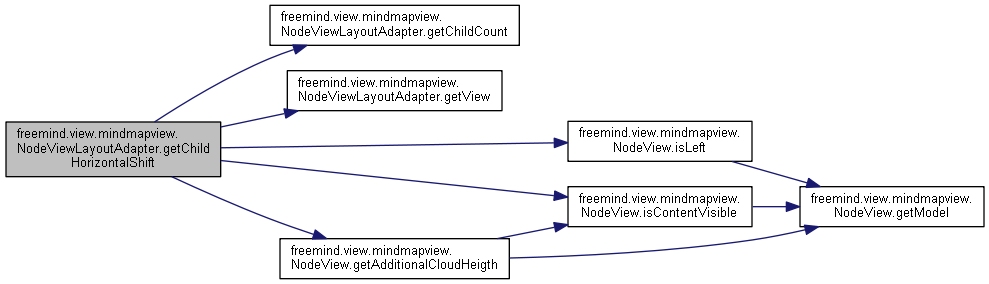 freemind.view.mindmapview.
NodeViewLayoutAdapter.getChild
HorizontalShift
freemind.view.mindmapview.
NodeViewLayoutAdapter.getChildCount
freemind.view.mindmapview.
NodeViewLayoutAdapter.getView
freemind.view.mindmapview.
NodeView.isLeft
freemind.view.mindmapview.
NodeView.isContentVisible
freemind.view.mindmapview.
NodeView.getAdditionalCloudHeigth
freemind.view.mindmapview.
NodeView.getModel